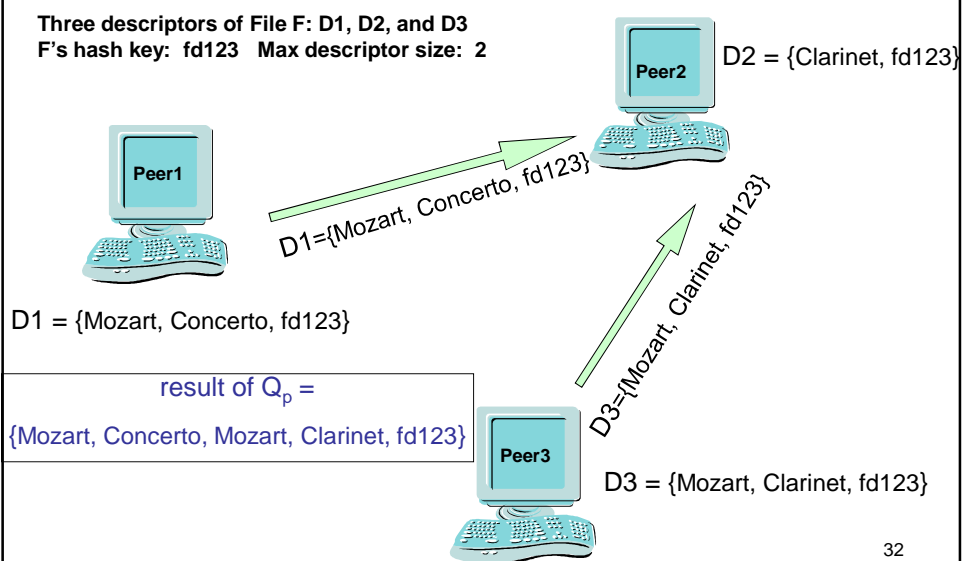 Three descriptors of File F: D1, D2, and D3
F's hash key: fd123 Max descriptor size: 2
Peer2
D2 = {Clarinet, fd123}
Peer1
D1={Mozart, Concerto, fd123}
D1 = {Mozart, Concerto, fd123}
D3={Mozart, Clarinet, fd123}
result of Qp =
{Mozart, Concerto, Mozart, Clarinet, fd123}
Peer3
D3 = {Mozart, Clarinet, fd123}
32